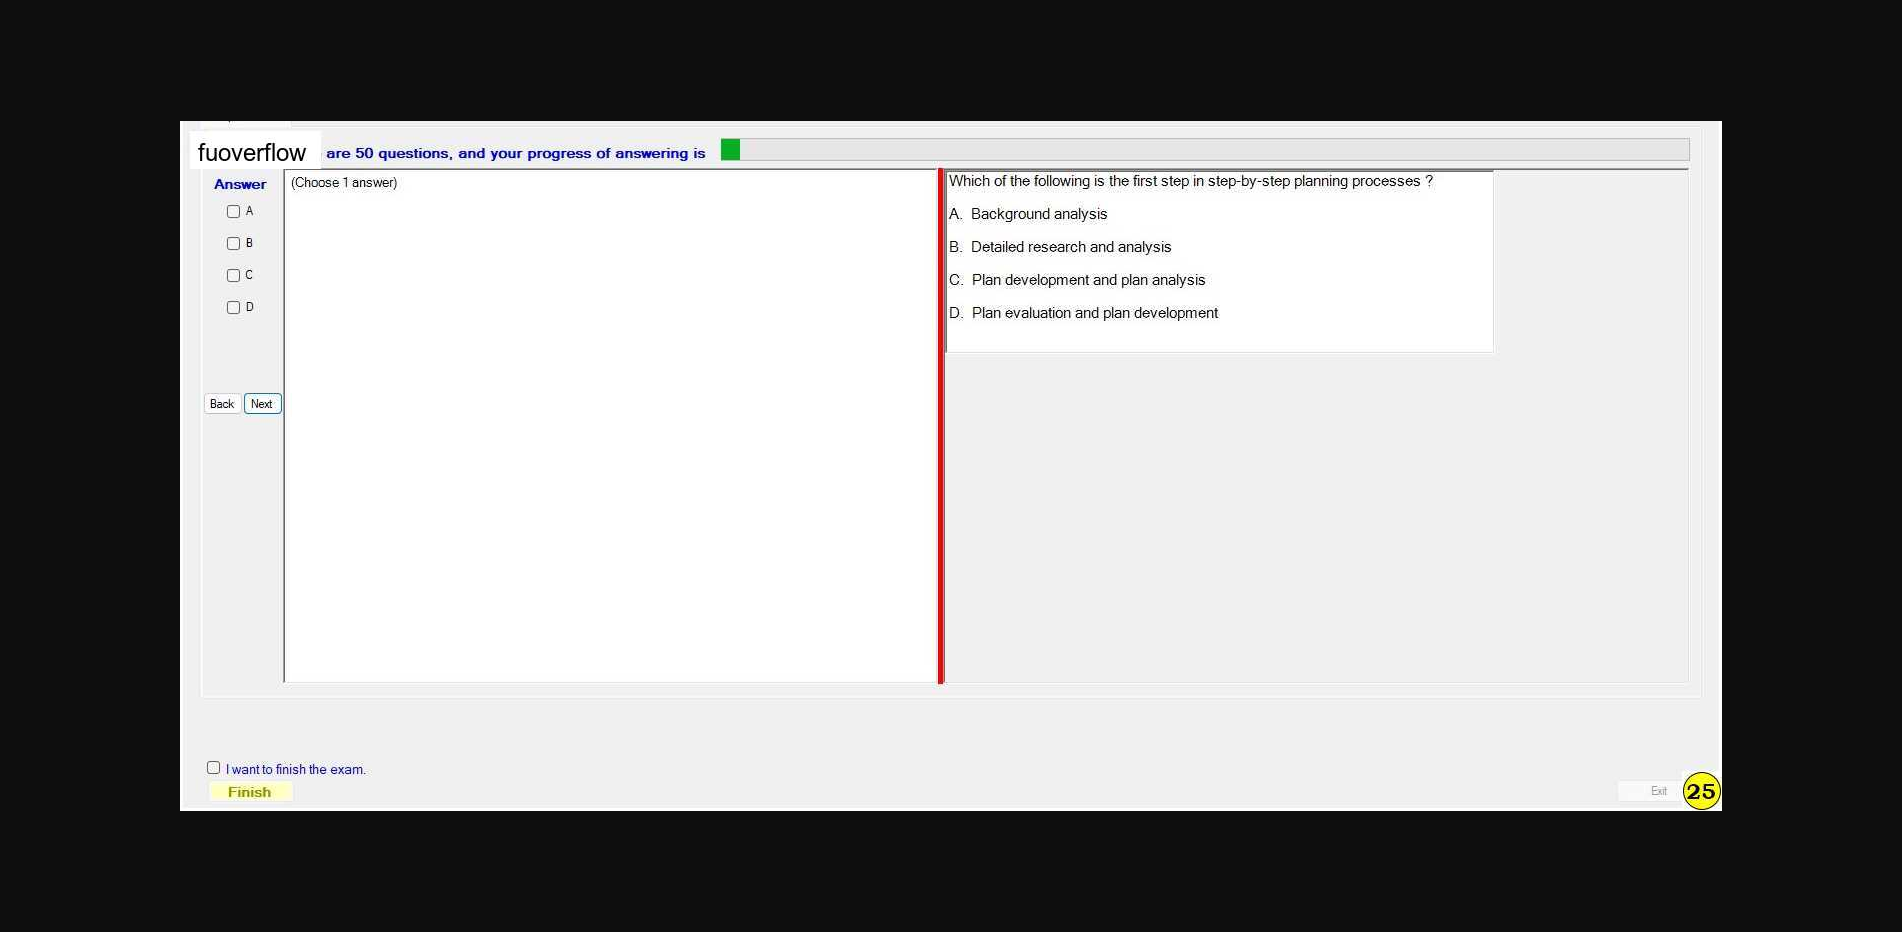 fuoverflow are 50 questions, and your progress of answering is
Answer
A
B
C
D
Back Next
(Choose 1 answer)
Which of the following is the first step in step-by-step planning processes ?
A. Background analysis
B. Detailed research and analysis
C. Plan development and plan analysis
D. Plan evaluation and plan development
I want to finish the exam.
Finish
Exit
25